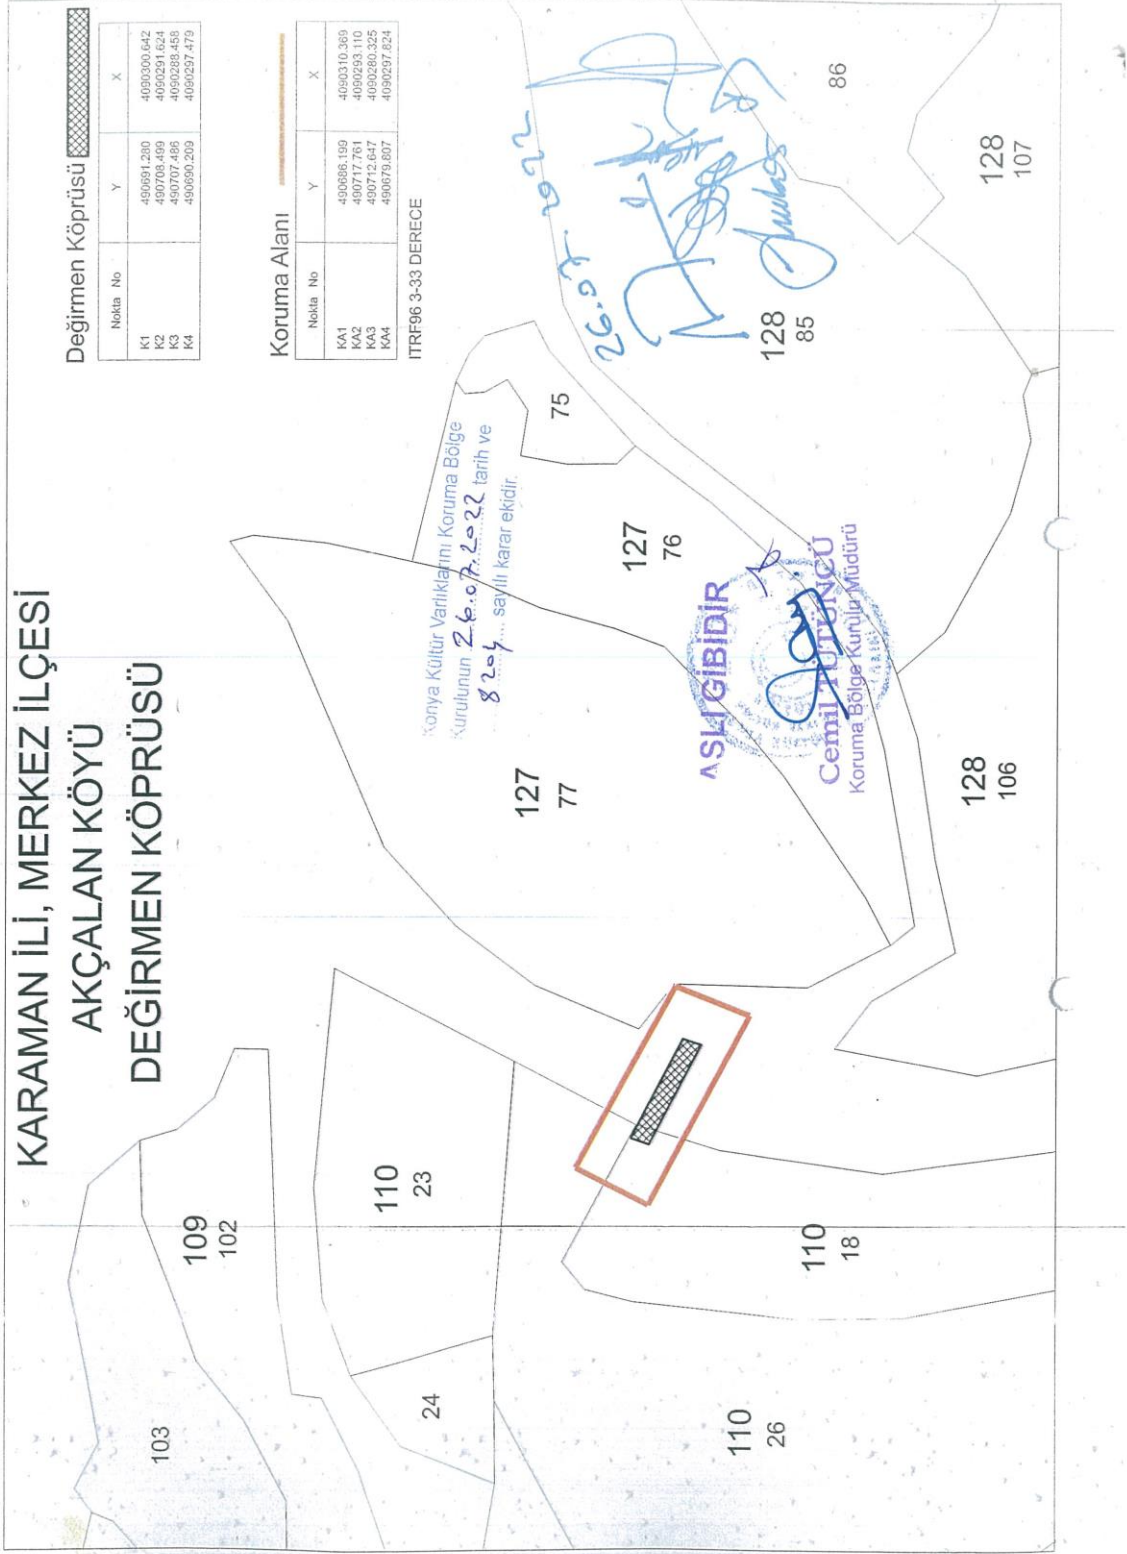 KARAMAN İLİ, MERKEZ İLÇESİ
AKÇALAN KÖYÜ
DEĞİRMEN KÖPRÜSÜ
Değirmen Köprüsü
Nokta No Y X
K1 490691.280 4090300.642
K2 490708.499 4090291.624
K3 490707.486 4090288.458
K4 490690.209 4090297.479
Koruma Alanı
Nokta No Y X
KA1 490686.199 4090310.369
KA2 490717.761 4090293.110
KA3 490712.647 4090280.325
KA4 490679.807 4090297.824
ITRF96 3-33 DERECE
Konya Kültür Varlıklarını Koruma Bölge
Kurulunun 26.07.2022 tarih ve
8204 sayılı karar ekidir.
26.07.2022
ASLI GİBİDİR
Cemil TÜTÜNCÜ
Koruma Bölge Kurulu Müdürü
103
109
102
110
23
24
110
26
110
18
127
77
127
76
75
128
85
86
128
107
128
106